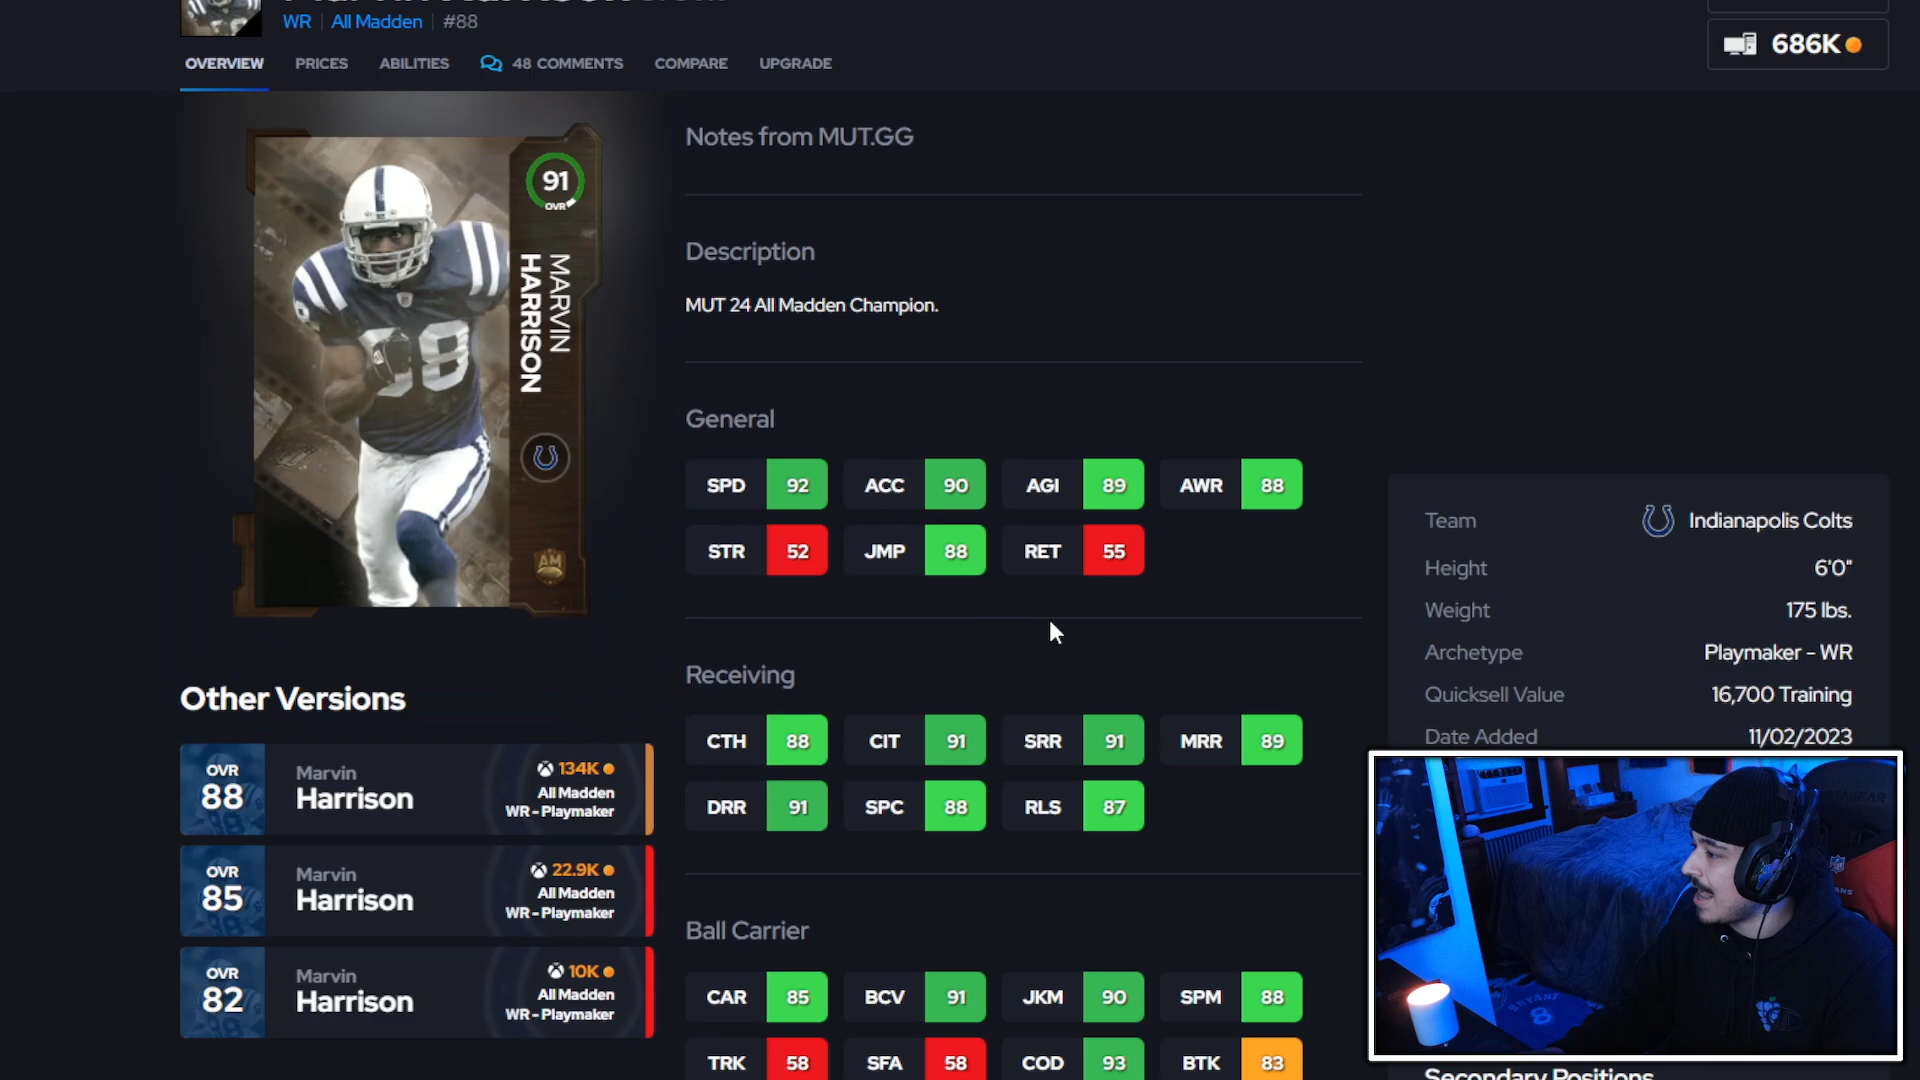 WR | All Madden | #88
686K
OVERVIEW PRICES ABILITIES 48 COMMENTS COMPARE UPGRADE
91
OVR
MARVIN
HARRISON
88
AM
Notes from MUT.GG
Description
MUT 24 All Madden Champion.
General
SPD 92 ACC 90 AGI 89 AWR 88
STR 52 JMP 88 RET 55
Receiving
CTH 88 CIT 91 SRR 91 MRR 89
DRR 91 SPC 88 RLS 87
Ball Carrier
CAR 85 BCV 91 JKM 90 SPM 88
TRK 58 SFA 58 COD 93 BTK 83
Other Versions
OVR
88
Marvin
Harrison
134K
All Madden
WR - Playmaker
OVR
85
Marvin
Harrison
22.9K
All Madden
WR - Playmaker
OVR
82
Marvin
Harrison
10K
All Madden
WR - Playmaker
Team Indianapolis Colts
Height 6'0"
Weight 175 lbs.
Archetype Playmaker - WR
Quicksell Value 16,700 Training
Date Added 11/02/2023
BRYANT
8
Secondary Positions